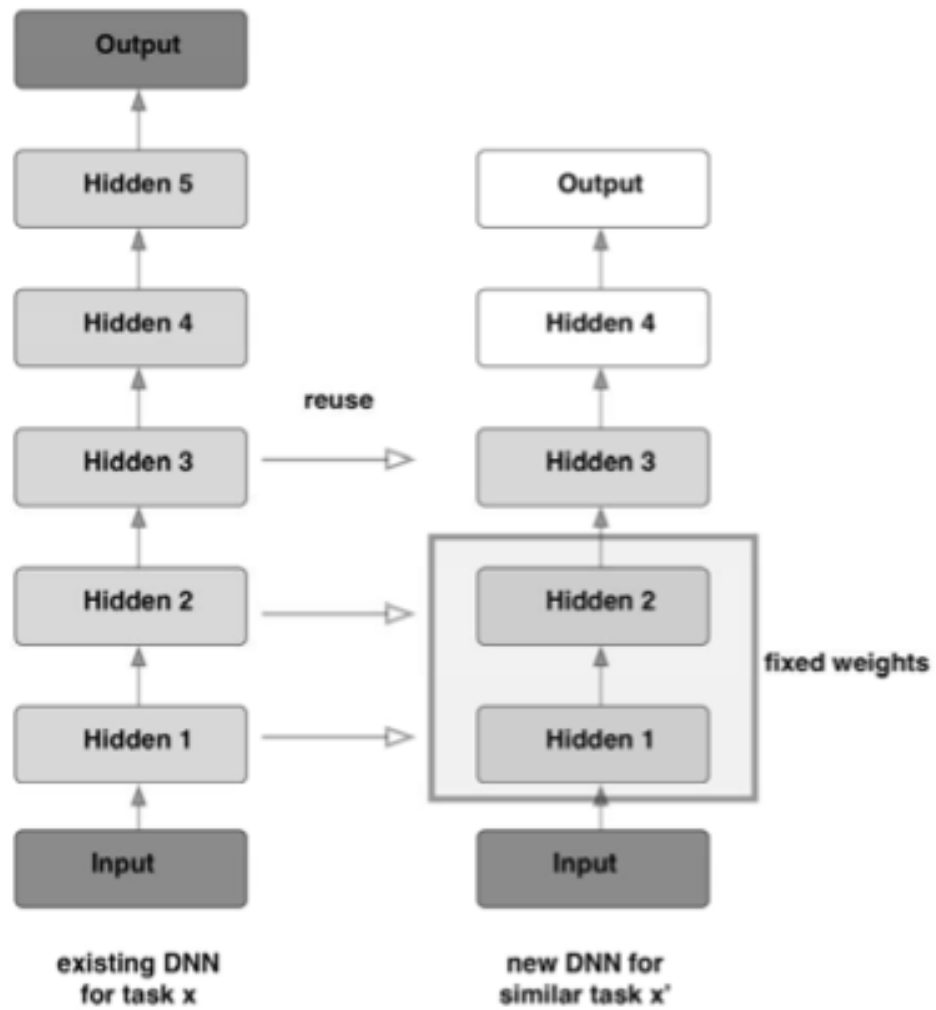 Output
Hidden 5
Hidden 4
Hidden 3
Hidden 2
Hidden 1
Input
existing DNN
for task x
reuse
Output
Hidden 4
Hidden 3
Hidden 2
Hidden 1
Input
fixed weights
new DNN for
similar task x'